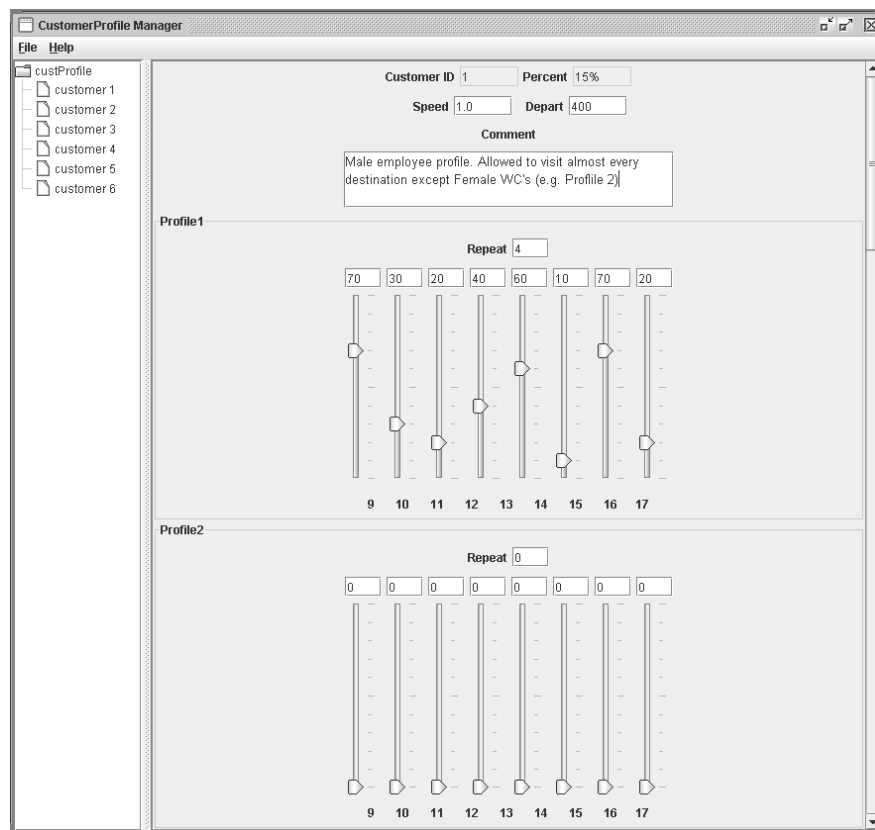 CustomerProfile Manager
File Help
custProfile
customer 1
customer 2
customer 3
customer 4
customer 5
customer 6
Customer ID 1 Percent 15%
Speed 1.0 Depart 400
Comment
Male employee profile. Allowed to visit almost every
destination except Female WC's (e.g. Proflile 2)
Profile1
Repeat 4
70 30 20 40 60 10 70 20
9 10 11 12 13 14 15 16 17
Profile2
Repeat 0
0 0 0 0 0 0 0 0
9 10 11 12 13 14 15 16 17